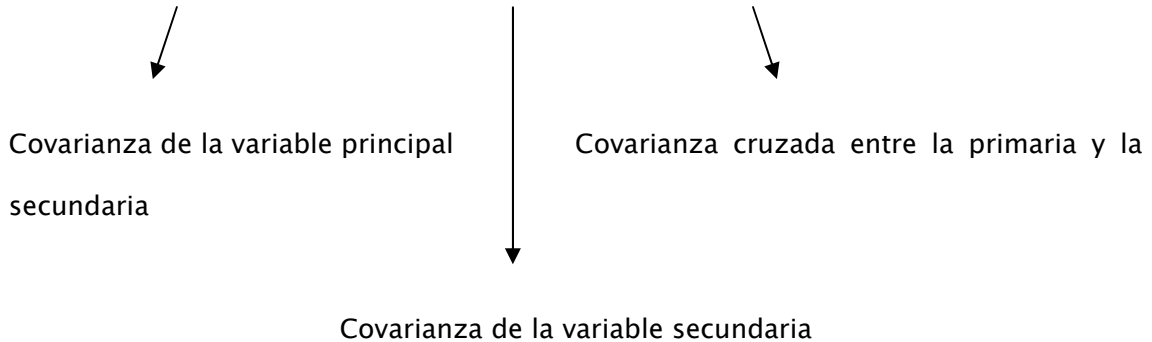 Covarianza de la variable principal Covarianza cruzada entre la primaria y la
secundaria
Covarianza de la variable secundaria